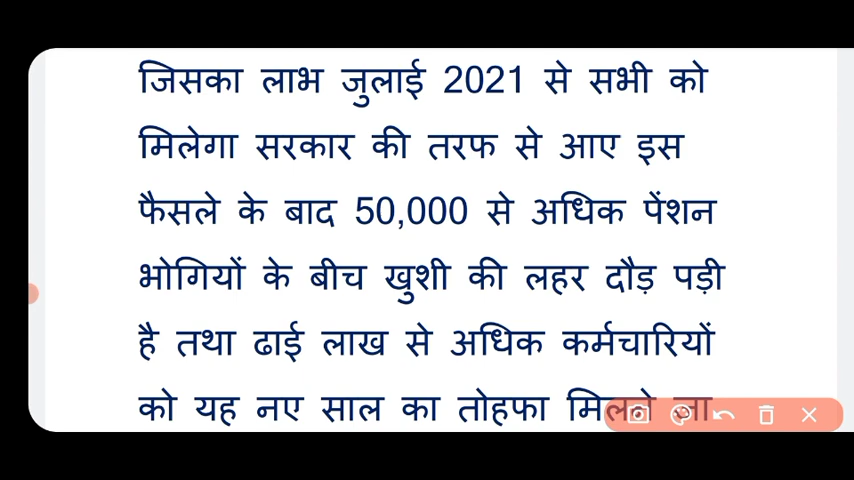 जिसका लाभ जुलाई 2021 से सभी को
मिलेगा सरकार की तरफ से आए इस
फैसले के बाद 50,000 से अधिक पेंशन
भोगियों के बीच खुशी की लहर दौड़ पड़ी
है तथा ढाई लाख से अधिक कर्मचारियों
को यह नए साल का तोहफा मिलने जा